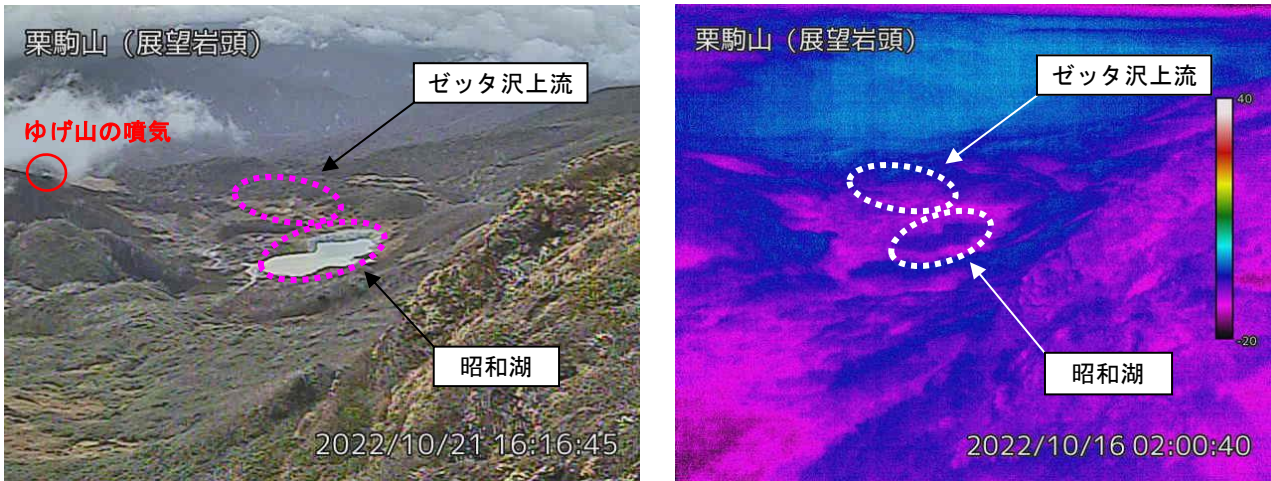 栗駒山（展望岩頭）
ゼッタ沢上流
ゆげ山の噴気
昭和湖
2022/10/21 16:16:45
栗駒山（展望岩頭）
ゼッタ沢上流
40
-20
昭和湖
2022/10/16 02:00:40